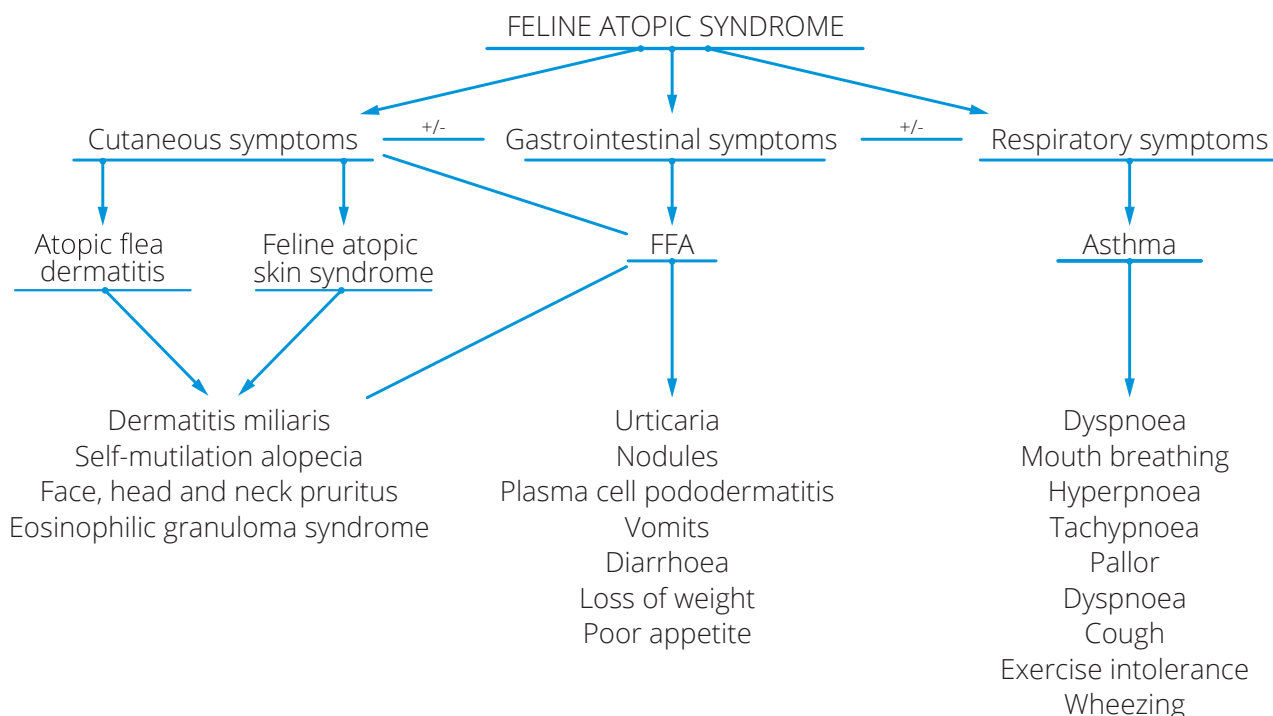 FELINE ATOPIC SYNDROME
Cutaneous symptoms
+/-
Gastrointestinal symptoms
+/-
Respiratory symptoms
Atopic flea
dermatitis
Feline atopic
skin syndrome
FFA
Asthma
Dermatitis miliaris
Self-mutilation alopecia
Face, head and neck pruritus
Eosinophilic granuloma syndrome
Urticaria
Nodules
Plasma cell pododermatitis
Vomits
Diarrhoea
Loss of weight
Poor appetite
Dyspnoea
Mouth breathing
Hyperpnoea
Tachypnoea
Pallor
Dyspnoea
Cough
Exercise intolerance
Wheezing